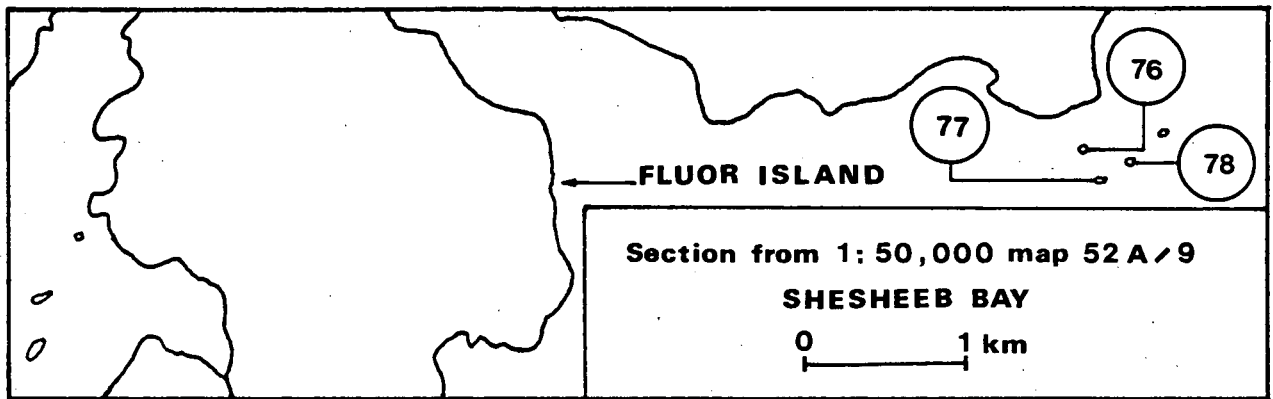 76
77
78
FLUOR ISLAND
Section from 1:50,000 map 52 A/9
SHESHEEB BAY
0 1 km